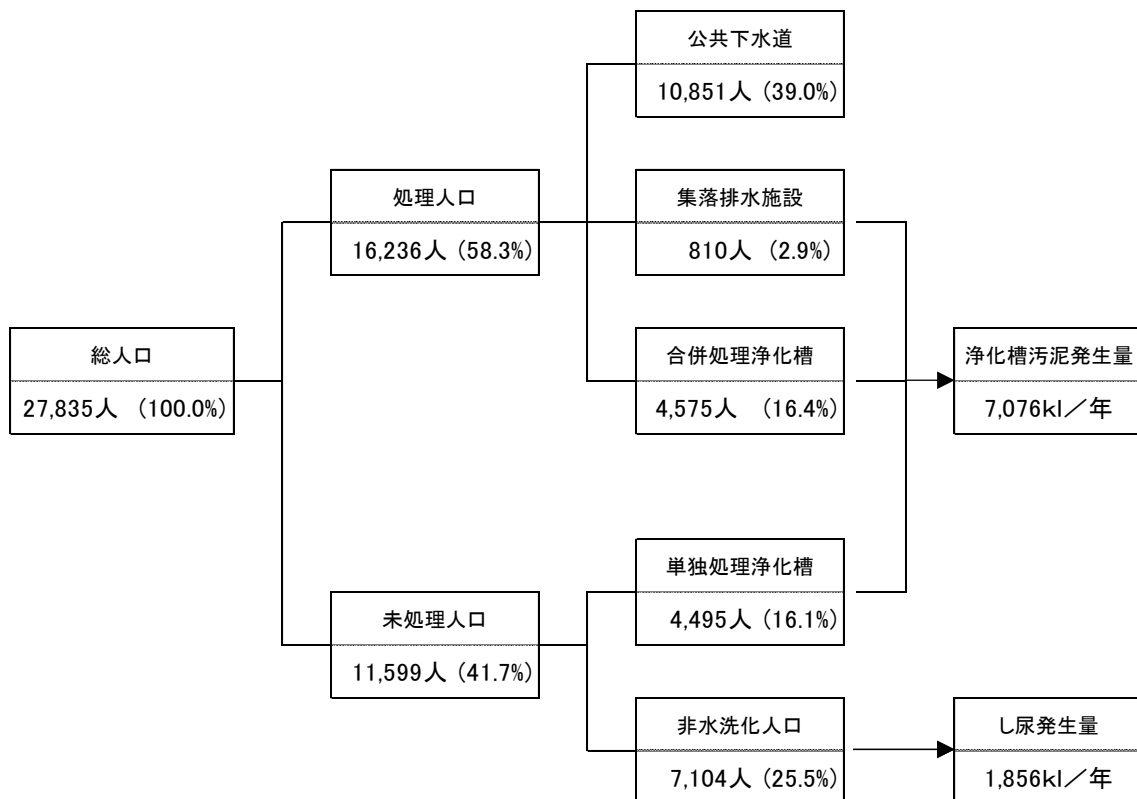 公共下水道
10,851人 (39.0%)
処理人口
16,236人 (58.3%)
集落排水施設
810人 (2.9%)
総人口
27,835人 (100.0%)
合併処理浄化槽
4,575人 (16.4%)
浄化槽汚泥発生量
7,076kl／年
単独処理浄化槽
4,495人 (16.1%)
未処理人口
11,599人 (41.7%)
非水洗化人口
7,104人 (25.5%)
し尿発生量
1,856kl／年